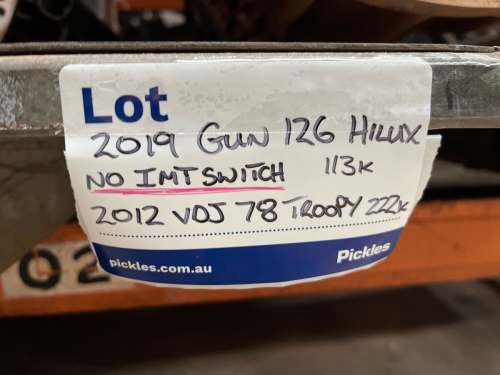 Lot
2019 GUN 126 HILUX
NO IMT SWITCH 113K
2012 VDJ 78 TROOPY 222K
pickles.com.au Pickles
02